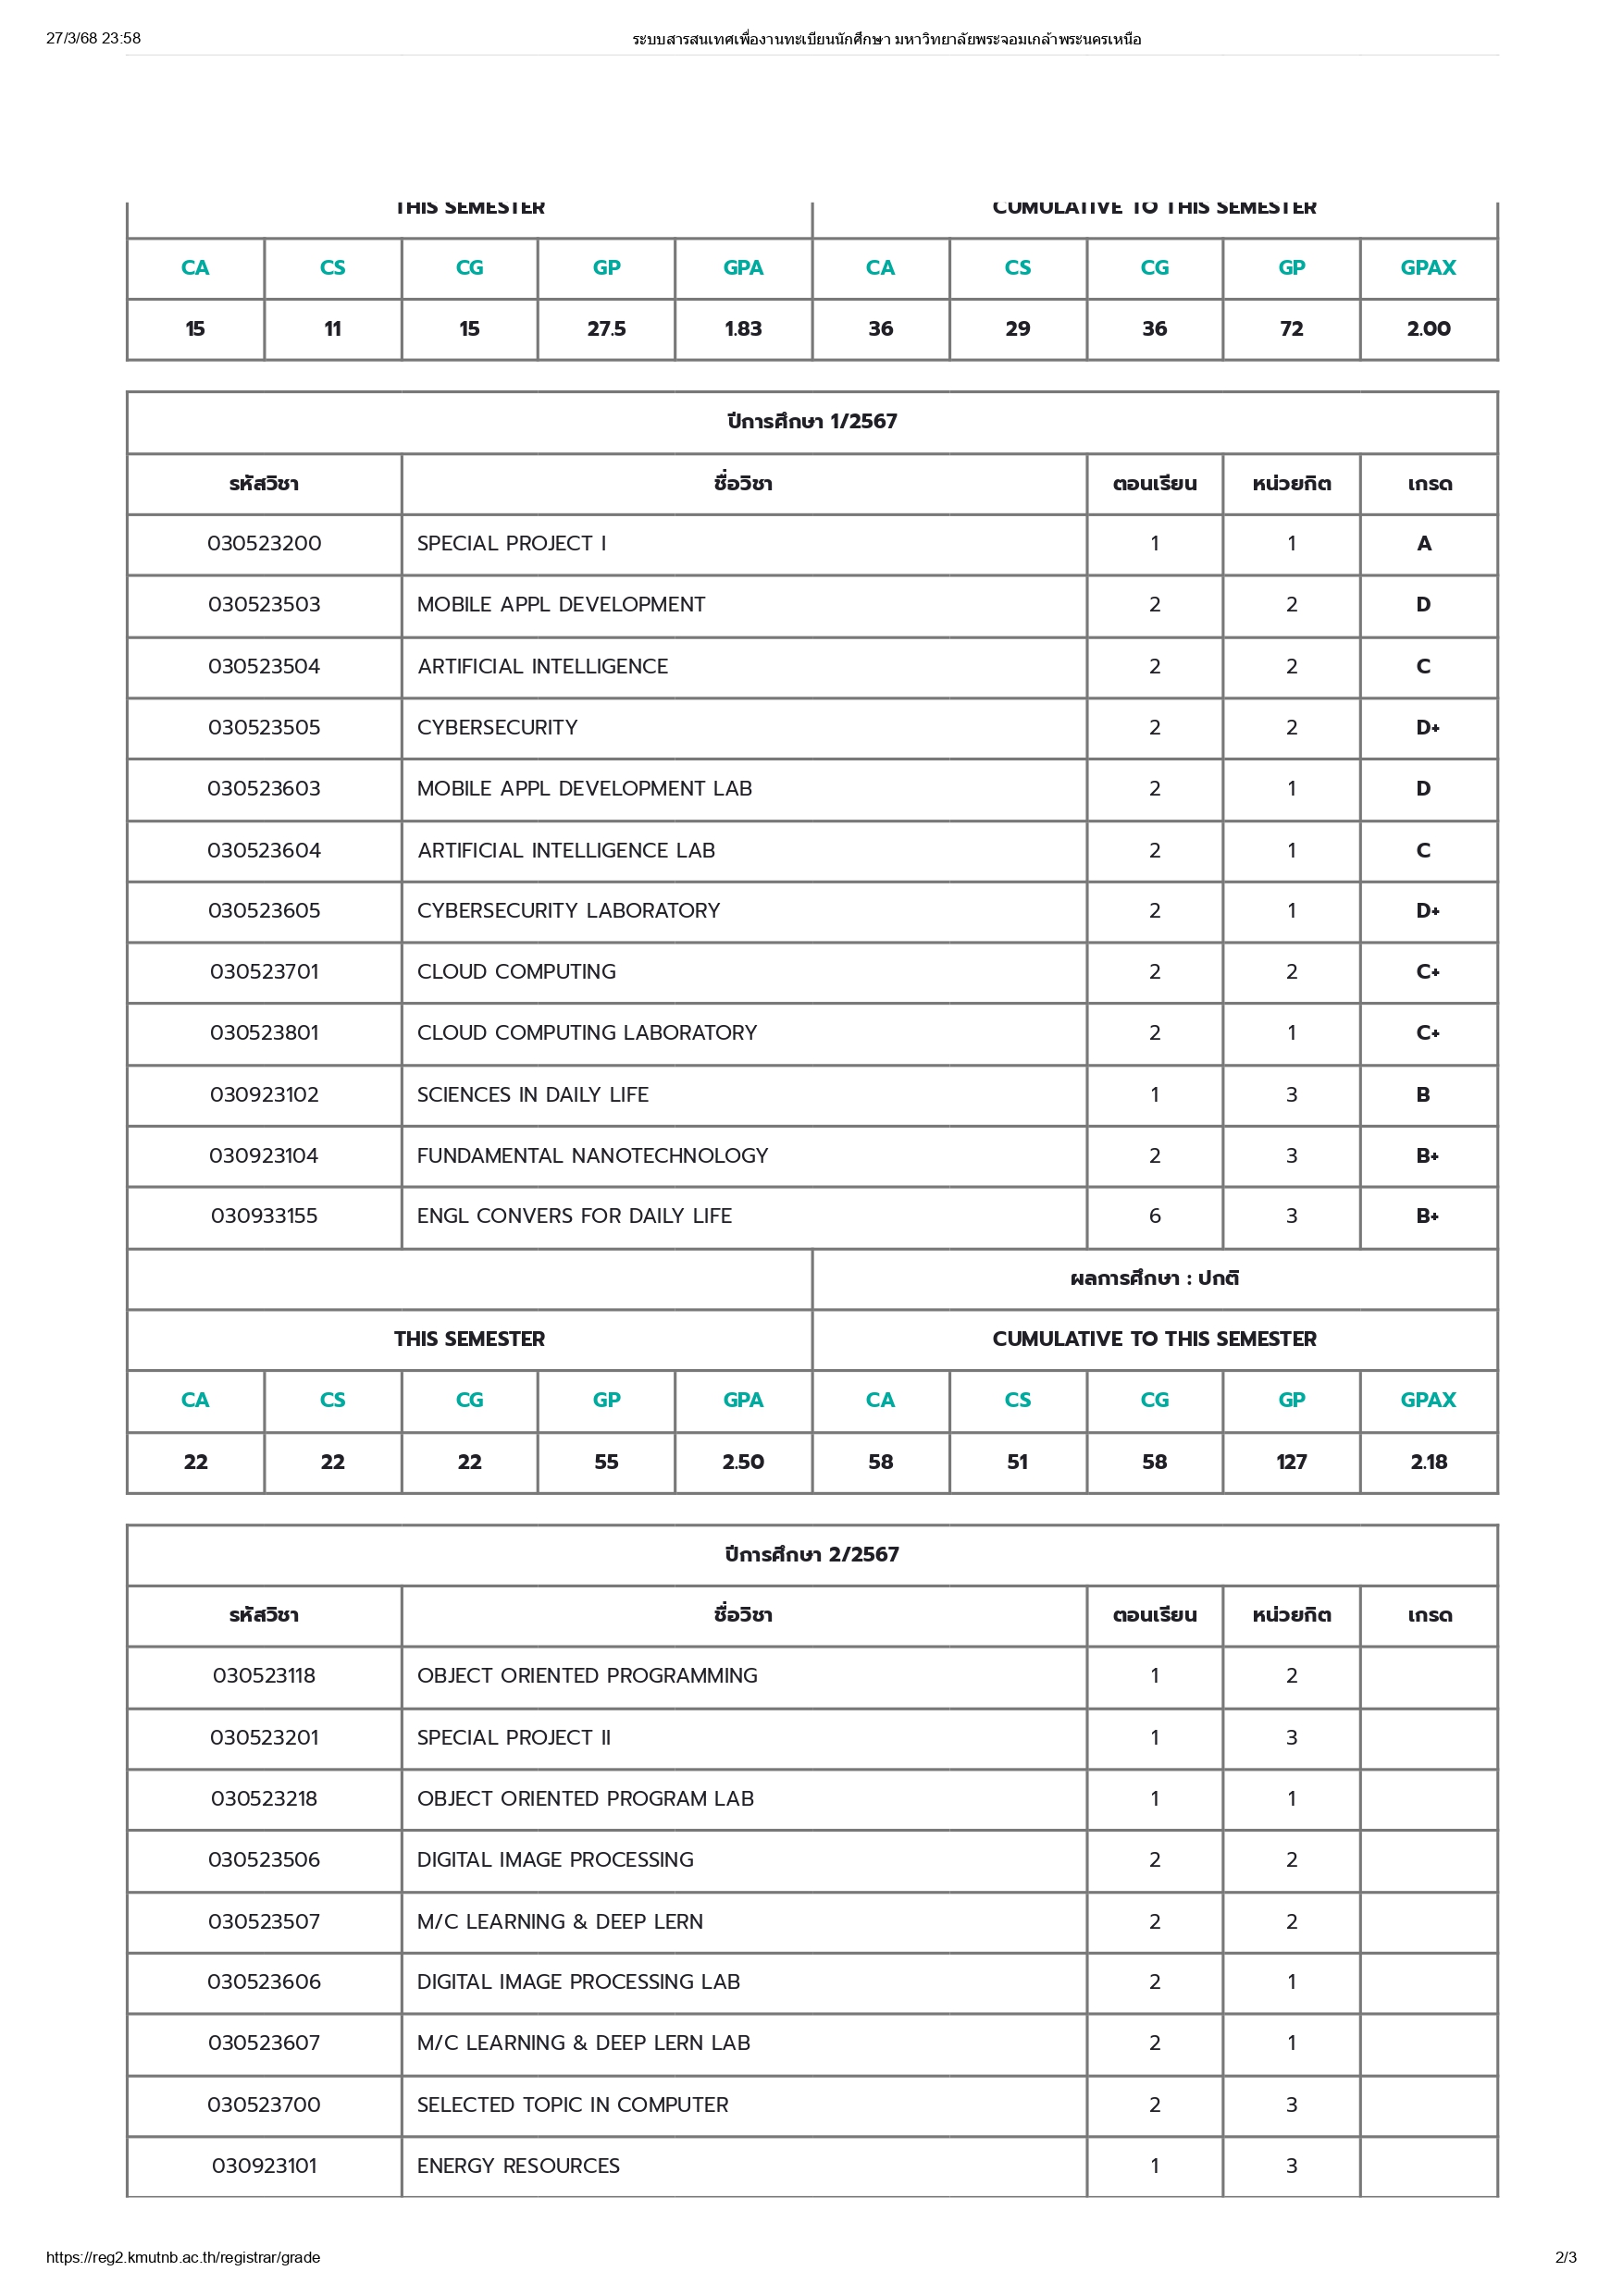 27/3/68 23:58 ระบบสารสนเทศเพื่องานทะเบียนนักศึกษา มหาวิทยาลัยพระจอมเกล้าพระนครเหนือ
THIS SEMESTER CUMULATIVE TO THIS SEMESTER
CA CS CG GP GPA CA CS CG GP GPAX
15 11 15 27.5 1.83 36 29 36 72 2.00
ปีการศึกษา 1/2567
รหัสวิชา ชื่อวิชา ตอนเรียน หน่วยกิต เกรด
030523200 SPECIAL PROJECT I 1 1 A
030523503 MOBILE APPL DEVELOPMENT 2 2 D
030523504 ARTIFICIAL INTELLIGENCE 2 2 C
030523505 CYBERSECURITY 2 2 D+
030523603 MOBILE APPL DEVELOPMENT LAB 2 1 D
030523604 ARTIFICIAL INTELLIGENCE LAB 2 1 C
030523605 CYBERSECURITY LABORATORY 2 1 D+
030523701 CLOUD COMPUTING 2 2 C+
030523801 CLOUD COMPUTING LABORATORY 2 1 C+
030923102 SCIENCES IN DAILY LIFE 1 3 B
030923104 FUNDAMENTAL NANOTECHNOLOGY 2 3 B+
030933155 ENGL CONVERS FOR DAILY LIFE 6 3 B+
ผลการศึกษา : ปกติ
THIS SEMESTER CUMULATIVE TO THIS SEMESTER
CA CS CG GP GPA CA CS CG GP GPAX
22 22 22 55 2.50 58 51 58 127 2.18
ปีการศึกษา 2/2567
รหัสวิชา ชื่อวิชา ตอนเรียน หน่วยกิต เกรด
030523118 OBJECT ORIENTED PROGRAMMING 1 2
030523201 SPECIAL PROJECT II 1 3
030523218 OBJECT ORIENTED PROGRAM LAB 1 1
030523506 DIGITAL IMAGE PROCESSING 2 2
030523507 M/C LEARNING & DEEP LERN 2 2
030523606 DIGITAL IMAGE PROCESSING LAB 2 1
030523607 M/C LEARNING & DEEP LERN LAB 2 1
030523700 SELECTED TOPIC IN COMPUTER 2 3
030923101 ENERGY RESOURCES 1 3
https://reg2.kmutnb.ac.th/registrar/grade 2/3